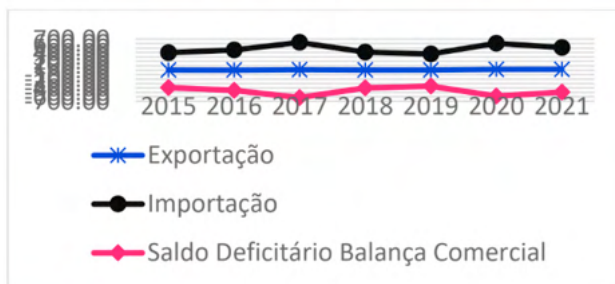 700.00
2015 2016 2017 2018 2019 2020 2021
Exportação
Importação
Saldo Deficitário Balança Comercial